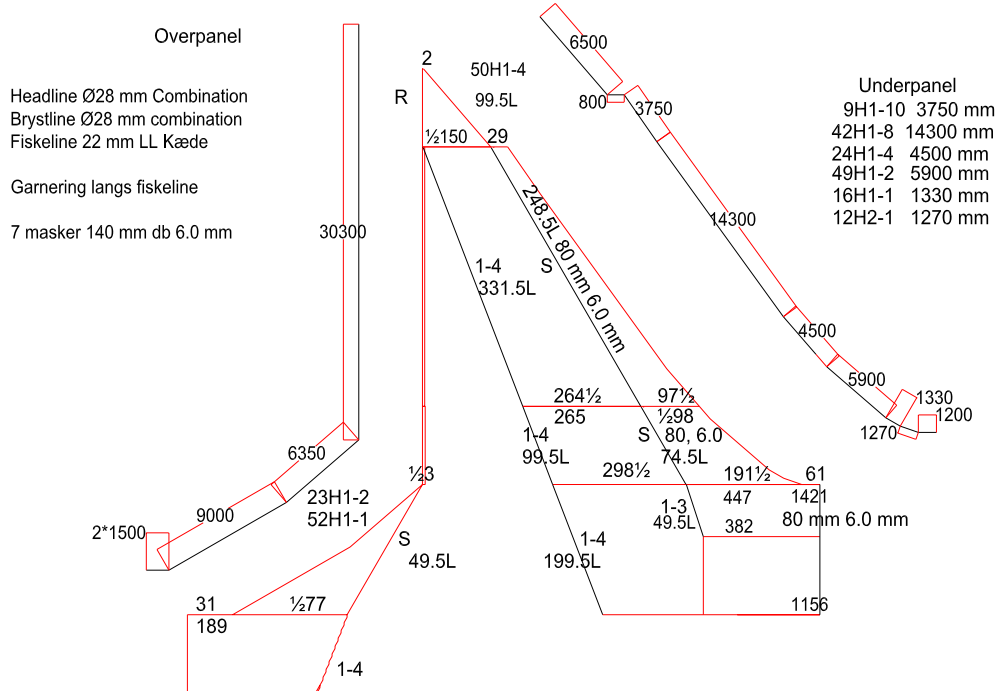 Overpanel
Headline Ø28 mm Combination
Brystline Ø28 mm combination
Fiskeline 22 mm LL Kæde
Garnering langs fiskeline
7 masker 140 mm db 6.0 mm
30300
6350
9000
2*1500
23H1-2
52H1-1
2
R
50H1-4
99.5L
½150
29
248.5L 80 mm 6.0 mm
S
1-4
331.5L
264½
97½
265
½98
1-4
99.5L
S
80, 6.0
74.5L
½3
298½
191½
61
447
1421
1-3
49.5L
382
80 mm 6.0 mm
S
49.5L
1-4
199.5L
1156
31
½77
189
1-4
6500
800
3750
14300
4500
5900
1330
1200
1270
Underpanel
9H1-10 3750 mm
42H1-8 14300 mm
24H1-4 4500 mm
49H1-2 5900 mm
16H1-1 1330 mm
12H2-1 1270 mm